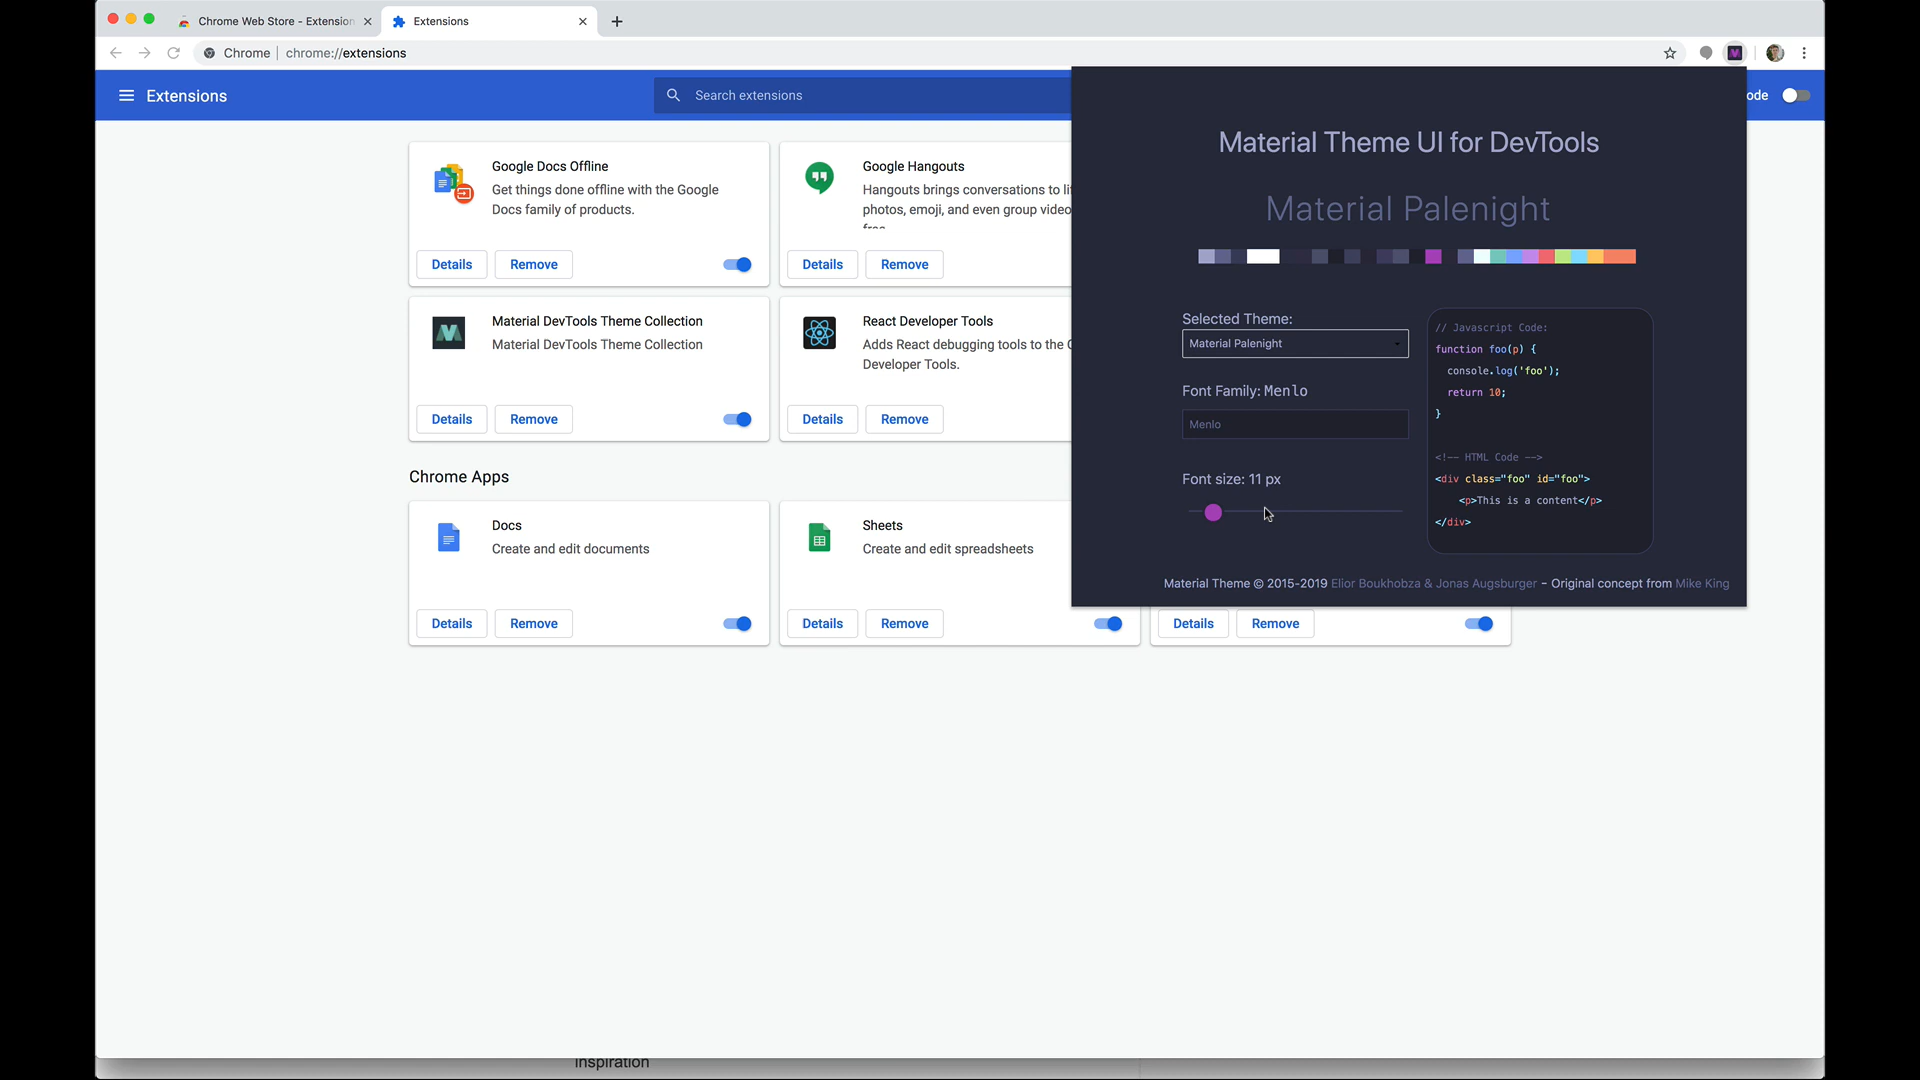 Chrome Web Store - Extension
Extensions
Chrome
chrome://extensions
Extensions
Search extensions
ode
Google Docs Offline
Get things done offline with the Google
Docs family of products.
Details
Remove
Google Hangouts
Hangouts brings conversations to li
photos, emoji, and even group video
free
Details
Remove
Material DevTools Theme Collection
Material DevTools Theme Collection
Details
Remove
React Developer Tools
Adds React debugging tools to the C
Developer Tools.
Details
Remove
Chrome Apps
Docs
Create and edit documents
Details
Remove
Sheets
Create and edit spreadsheets
Details
Remove
Details
Remove
Material Theme UI for DevTools
Material Palenight
Selected Theme:
Material Palenight
Font Family: Menlo
Menlo
Font size: 11 px
// Javascript Code:
function foo(p) {
console.log('foo');
return 10;
}
<!-- HTML Code -->
<div class="foo" id="foo">
<p>This is a content</p>
</div>
Material Theme © 2015-2019 Elior Boukhobza & Jonas Augsburger - Original concept from Mike King
inspiration